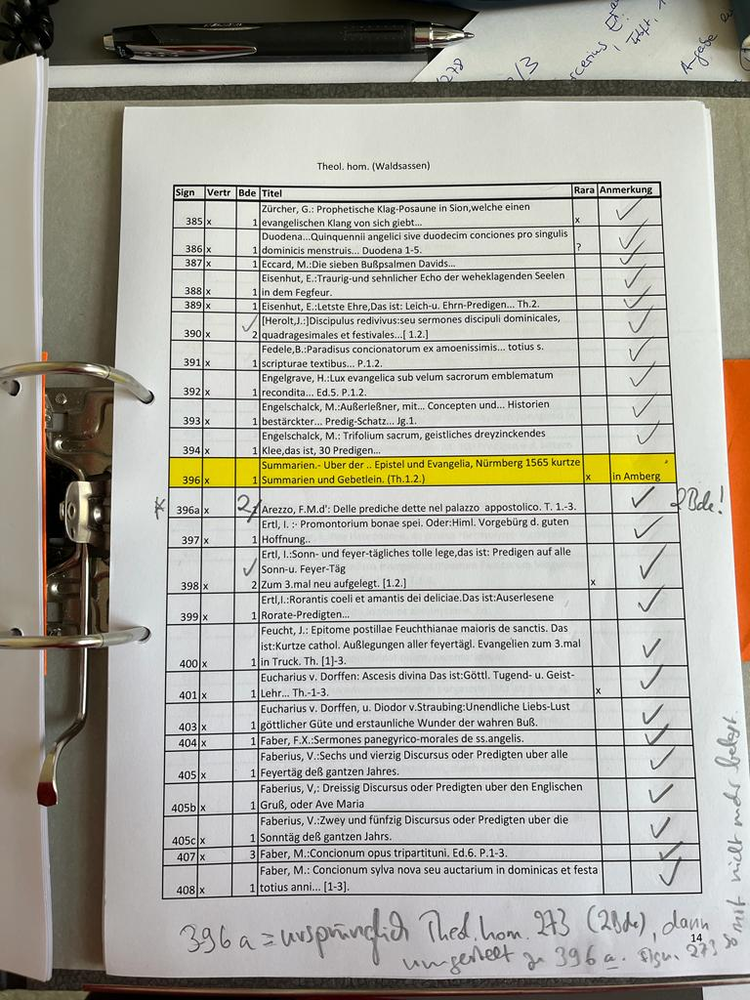 Theol. hom. (Waldsassen)
Sign Vertr Bde Titel Rara Anmerkung
Zürcher, G.: Prophetische Klag-Posaune in Sion,welche einen
385 x 1 evangelischen Klang von sich giebt... x ✓
Duodena...Quinquennii angelici sive duodecim conciones pro singulis
386 x 1 dominicis menstruis... Duodena 1-5. ? ✓
387 x 1 Eccard, M.:Die sieben Bußpsalmen Davids... ✓
Eisenhut, E.:Traurig-und sehnlicher Echo der weheklagenden Seelen
388 x 1 in dem Fegfeur. ✓
389 x 1 Eisenhut, E.:Letste Ehre,Das ist: Leich-u. Ehrn-Predigen... Th.2. ✓
✓ [Herolt,J.:]Discipulus redivivus:seu sermones discipuli dominicales,
390 x 2 quadragesimales et festivales...[ 1.2.] ✓
Fedele,B.:Paradisus concionatorum ex amoenissimis... totius s.
391 x 1 scripturae textibus... P.1.2. ✓
Engelgrave, H.:Lux evangelica sub velum sacrorum emblematum
392 x 1 recondita... Ed.5. P.1.2. ✓
Engelschalck, M.:Außerleßner, mit... Concepten und... Historien
393 x 1 bestärckter... Predig-Schatz... Jg.1. ✓
Engelschalck, M.: Trifolium sacrum, geistliches dreyzinckendes
394 x 1 Klee,das ist, 30 Predigen... ✓
Summarien.- Uber der .. Epistel und Evangelia, Nürmberg 1565 kurtze
396 x 1 Summarien und Gebetlein. (Th.1.2.) x in Amberg
396a x 2 1 Arezzo, F.M.d': Delle prediche dette nel palazzo appostolico. T. 1.-3. ✓ 2Bde!
Ertl, I. :- Promontorium bonae spei. Oder:Himl. Vorgebürg d. guten
397 x 1 Hoffnung.. ✓
Ertl, I.:Sonn- und feyer-tägliches tolle lege,das ist: Predigen auf alle
✓ Sonn-u. Feyer-Täg
398 x 2 Zum 3.mal neu aufgelegt. [1.2.] x ✓
Ertl,I.:Rorantis coeli et amantis dei deliciae.Das ist:Auserlesene
399 x 1 Rorate-Predigten... ✓
Feucht, J.: Epitome postillae Feuchthianae maioris de sanctis. Das
ist:Kurtze cathol. Außlegungen aller feyertägl. Evangelien zum 3.mal
400 x 1 in Truck. Th. [1]-3. ✓
Eucharius v. Dorffen: Ascesis divina Das ist:Göttl. Tugend- u. Geist-
401 x 1 Lehr... Th.-1-3. x ✓
Eucharius v. Dorffen, u. Diodor v.Straubing:Unendliche Liebs-Lust
403 x 1 göttlicher Güte und erstaunliche Wunder der wahren Buß. ✓
404 x 1 Faber, F.X.:Sermones panegyrico-morales de ss.angelis. ✓
Faberius, V.:Sechs und vierzig Discursus oder Predigten uber alle
405 x 1 Feyertäg deß gantzen Jahres. ✓
Faberius, V,: Dreissig Discursus oder Predigten uber den Englischen
405b x 1 Gruß, oder Ave Maria ✓
Faberius, V.:Zwey und fünfzig Discursus oder Predigten uber die
405c x 1 Sonntäg deß gantzen Jahrs. ✓
407 x 3 Faber, M.:Concionum opus tripartituni. Ed.6. P.1-3. ✓
Faber, M.: Concionum sylva nova seu auctarium in dominicas et festa
408 x 1 totius anni... [1-3]. ✓
396a = ursprünglich Theol. hom. 273 (2Bde), dann
14
umgestellt zu 396a. Sign. 273
somit nicht mehr belegt.
/278
0/3
Angabe